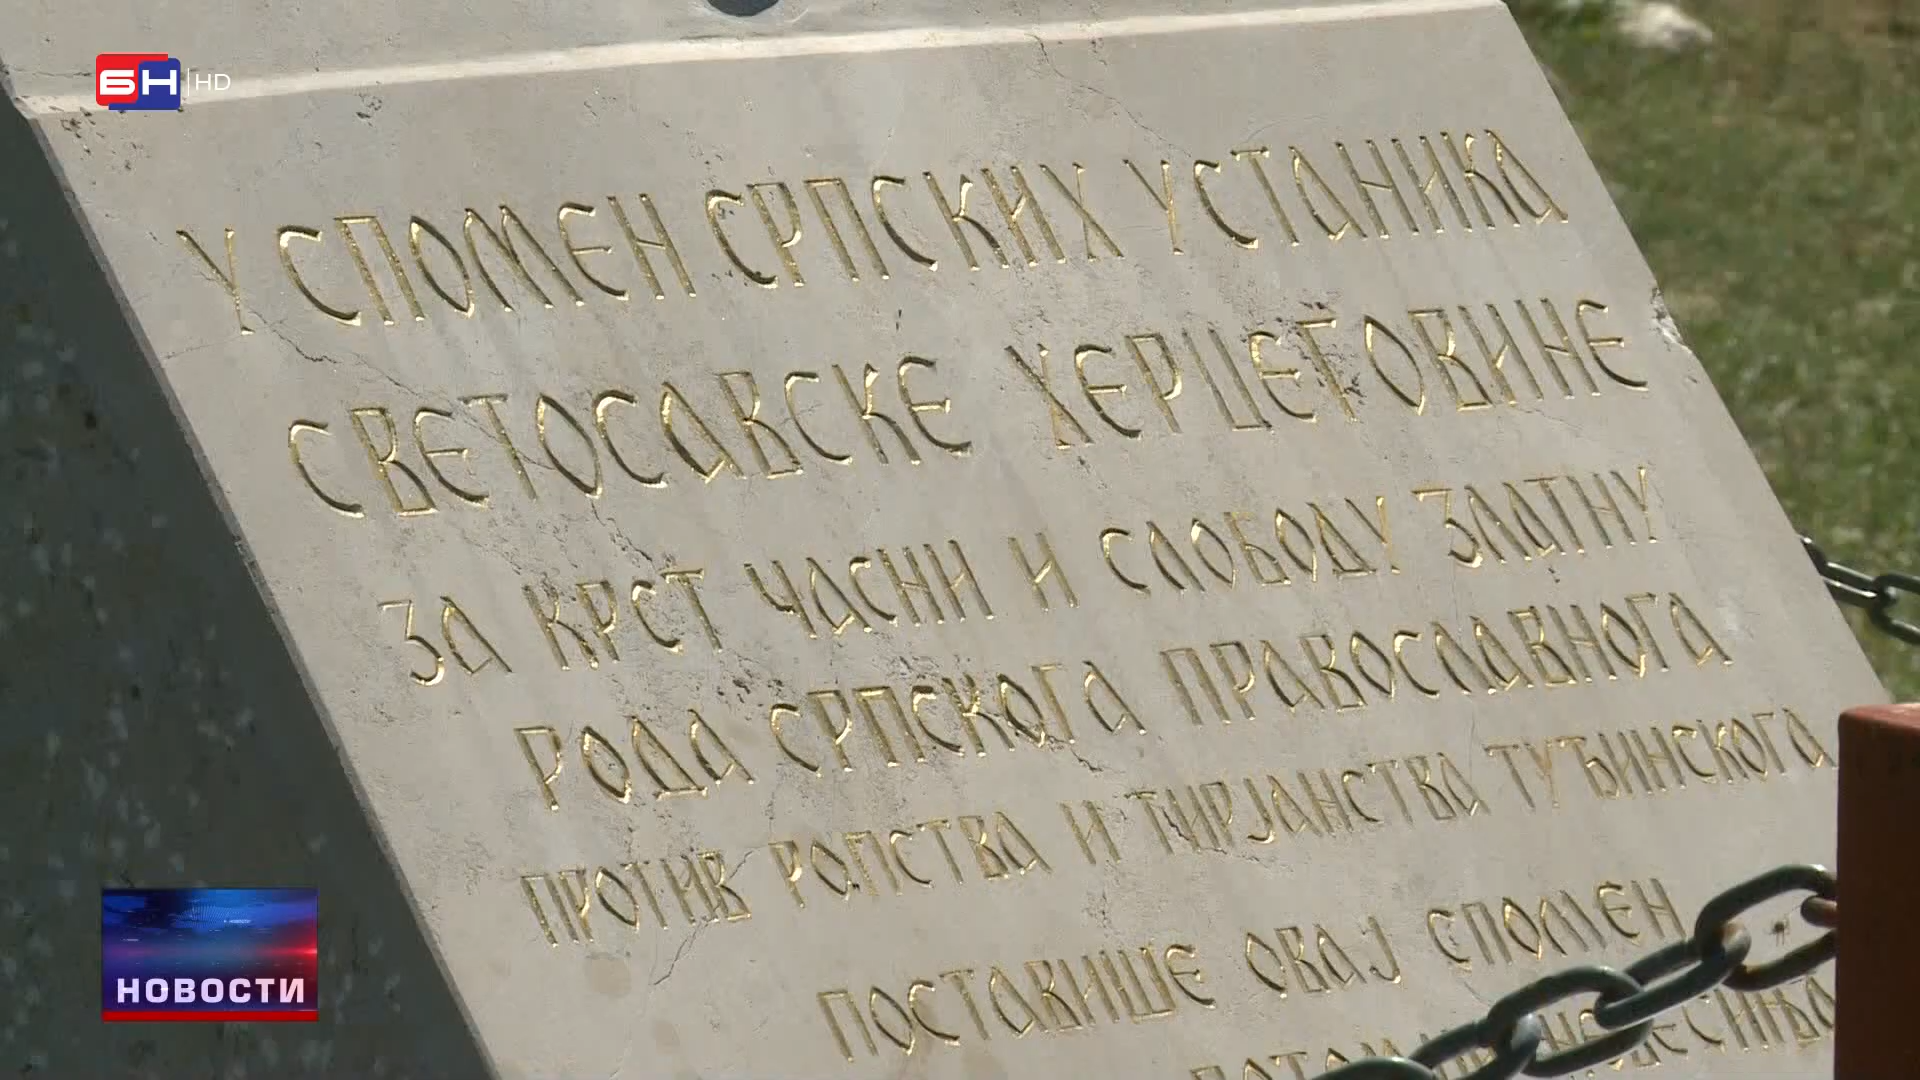 БН HD
У СПОМЕН СРПСКИХ УСТАНИКА
СВЕТОСАВСКЕ ХЕРЦЕГОВИНЕ
ЗА КРСТ ЧАСНИ И СЛОБОДУ ЗЛАТНУ
РОДА СРПСКОГА ПРАВОСЛАВНОГА
ПРОТИВ РОПСТВА И ТИРЈАНСТВА ТУЂИНСКОГА
ПОСТАВИШЕ ОВАЈ СПОМЕН
НОВОСТИ